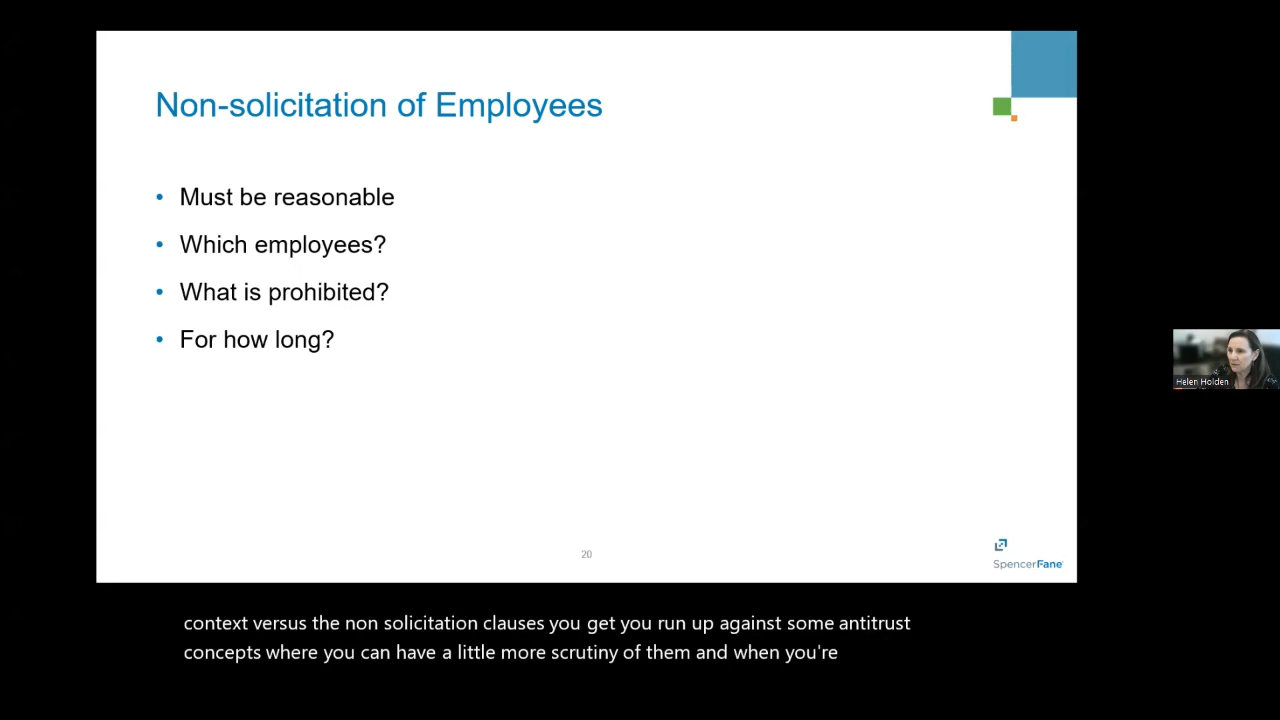 Non-solicitation of Employees
• Must be reasonable
• Which employees?
• What is prohibited?
• For how long?
Helen Holden
20
SpencerFane
context versus the non solicitation clauses you get you run up against some antitrust
concepts where you can have a little more scrutiny of them and when you're